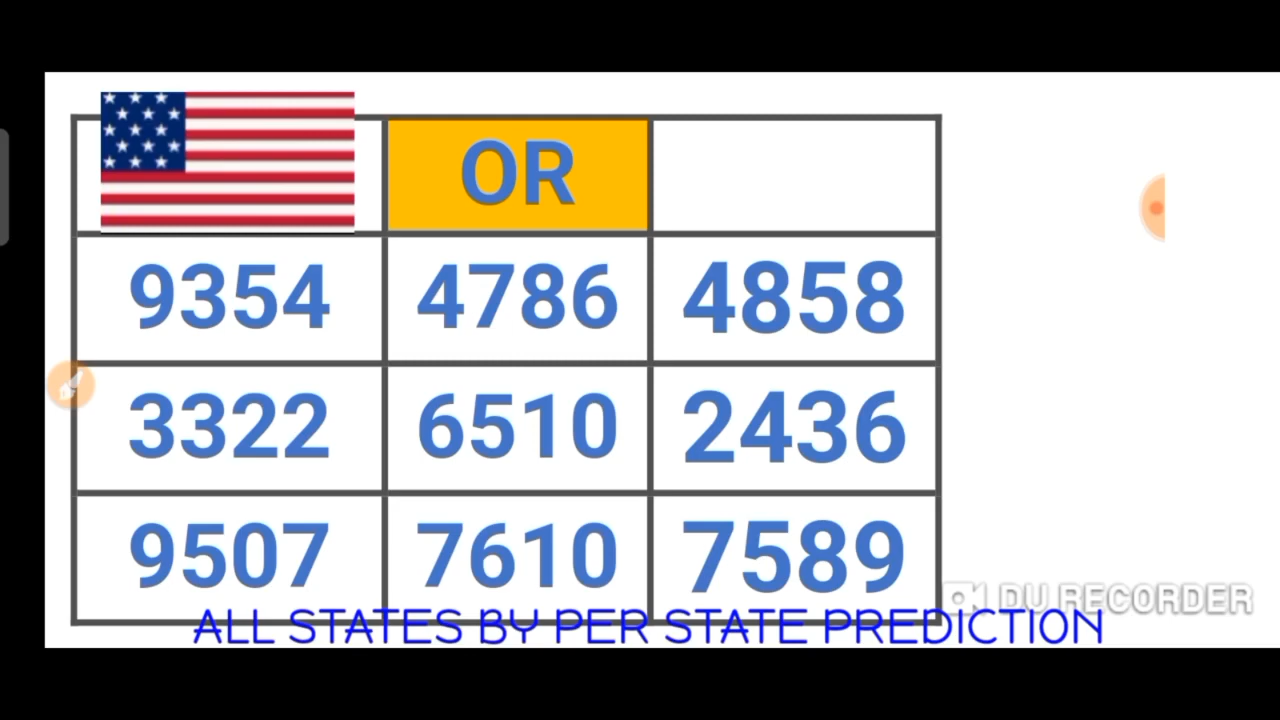 OR
9354 4786 4858
3322 6510 2436
9507 7610 7589
DU RECORDER
ALL STATES BY PER STATE PREDICTION